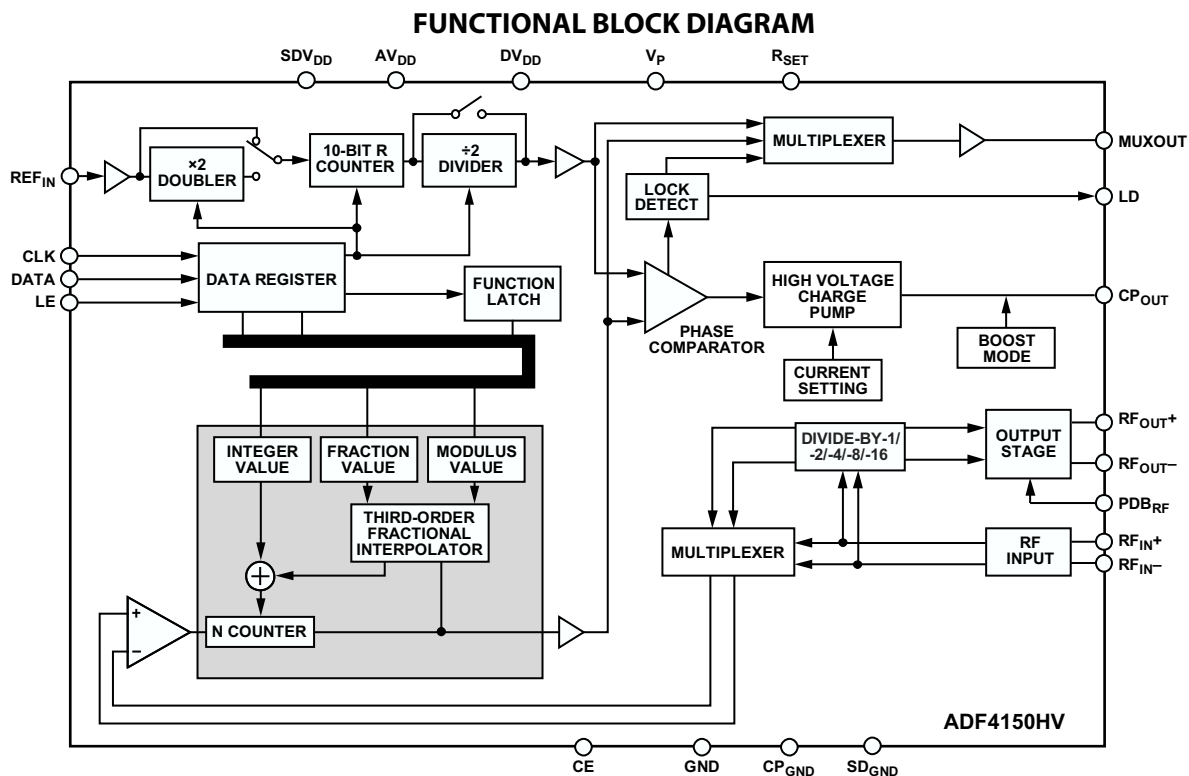 FUNCTIONAL BLOCK DIAGRAM
SDVDD
AVDD
DVDD
VP
RSET
REFIN
×2
DOUBLER
10-BIT R
COUNTER
÷2
DIVIDER
MULTIPLEXER
MUXOUT
LOCK
DETECT
LD
CLK
DATA
LE
DATA REGISTER
FUNCTION
LATCH
PHASE
COMPARATOR
HIGH VOLTAGE
CHARGE
PUMP
CPOUT
CURRENT
SETTING
BOOST
MODE
INTEGER
VALUE
FRACTION
VALUE
MODULUS
VALUE
THIRD-ORDER
FRACTIONAL
INTERPOLATOR
+
−
N COUNTER
DIVIDE-BY-1/
-2/-4/-8/-16
OUTPUT
STAGE
RFOUT+
RFOUT−
PDBRF
MULTIPLEXER
RF
INPUT
RFIN+
RFIN−
ADF4150HV
CE
GND
CPGND
SDGND